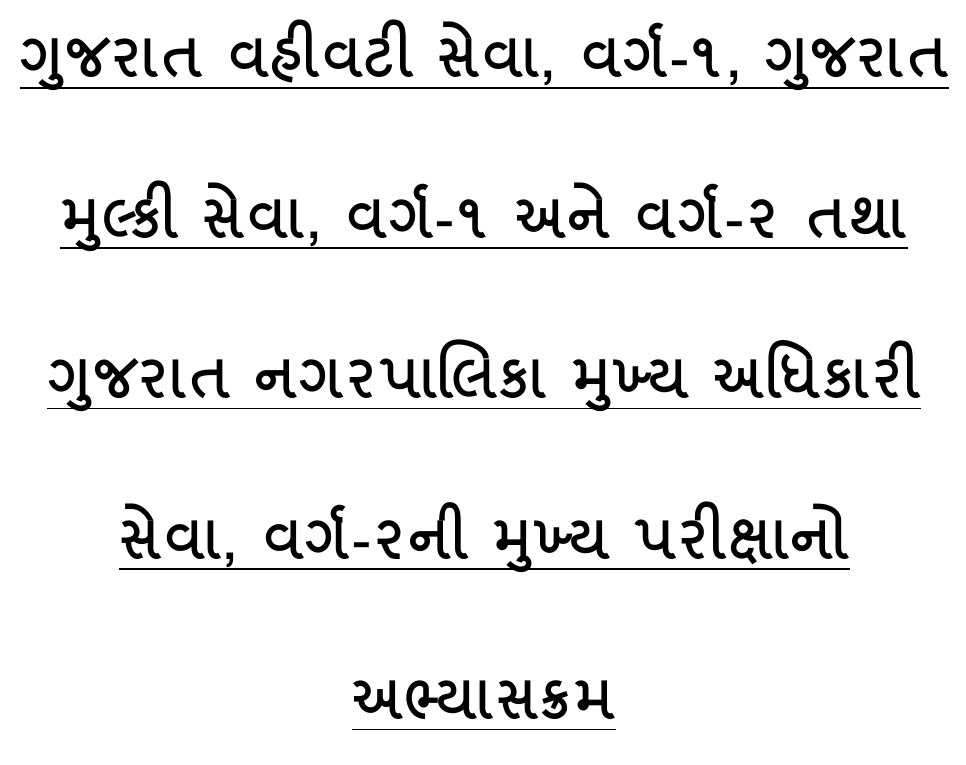 ગુજરાત વહીવટી સેવા, વર્ગ-૧, ગુજરાત
મુલ્કી સેવા, વર્ગ-૧ અને વર્ગ-૨ તથા
ગુજરાત નગરપાલિકા મુખ્ય અધિકારી
સેવા, વર્ગ-૨ની મુખ્ય પરીક્ષાનો
અભ્યાસક્રમ